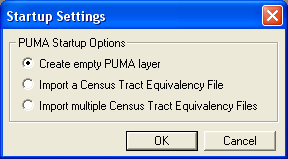 Startup Settings
PUMA Startup Options
Create empty PUMA layer
Import a Census Tract Equivalency File
Import multiple Census Tract Equivalency Files
OK Cancel